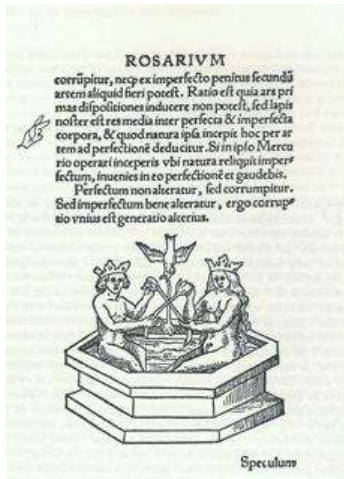 ROSARIVM
corrũpitur, necp ex imperfecto penitus secundũ
artem aliquid fieri potest. Ratio est quia ars pri
mas dispositiones inducere non potest, sed lapis
noster est res media inter perfecta & imperfecta
corpora, & quod natura ipsa incepit hoc per ar
tem ad perfectionẽ deducitur. Si in ipso Mercu
rio operari inceperis vbi natura reliquit imper-
fectum, inuenies in eo perfectionẽ et gaudebis.
Perfectum non alteratur, sed corrumpitur.
Sed imperfectum bene alteratur, ergo corrup-
tio vnius est generatio alterius.
Speculum